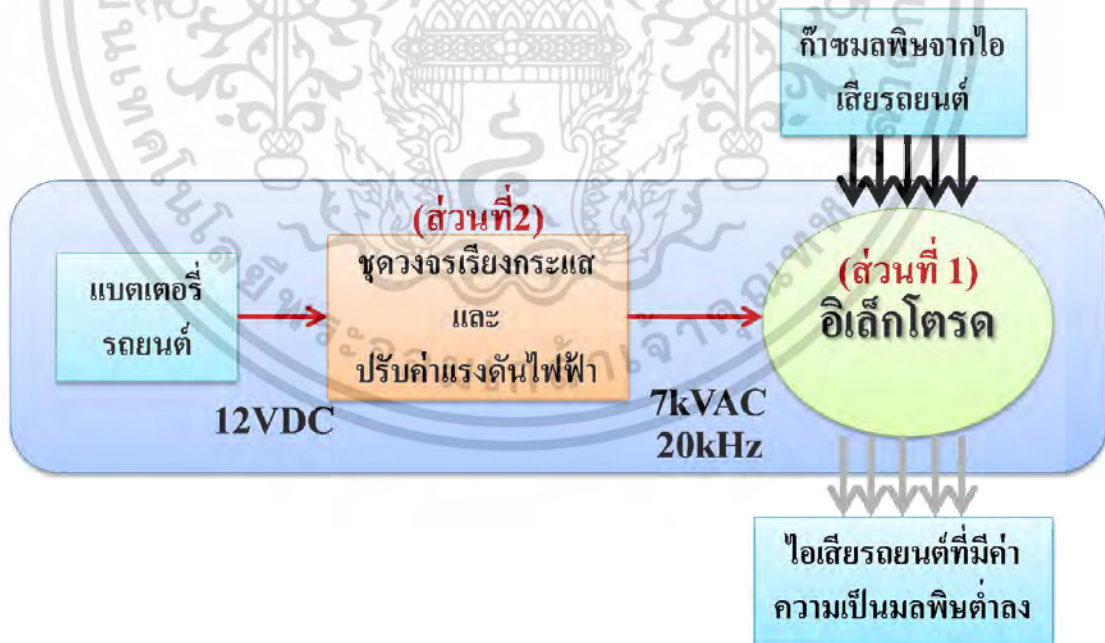 ก๊าซมลพิษจากไอ
เสียรถยนต์
(ส่วนที่2)
ชุดวงจรเรียงกระแส
และ
ปรับค่าแรงดันไฟฟ้า
แบตเตอรี่
รถยนต์
(ส่วนที่ 1)
อิเล็กโตรด
12VDC
7kVAC
20kHz
ไอเสียรถยนต์ที่มีค่า
ความเป็นมลพิษต่ำลง